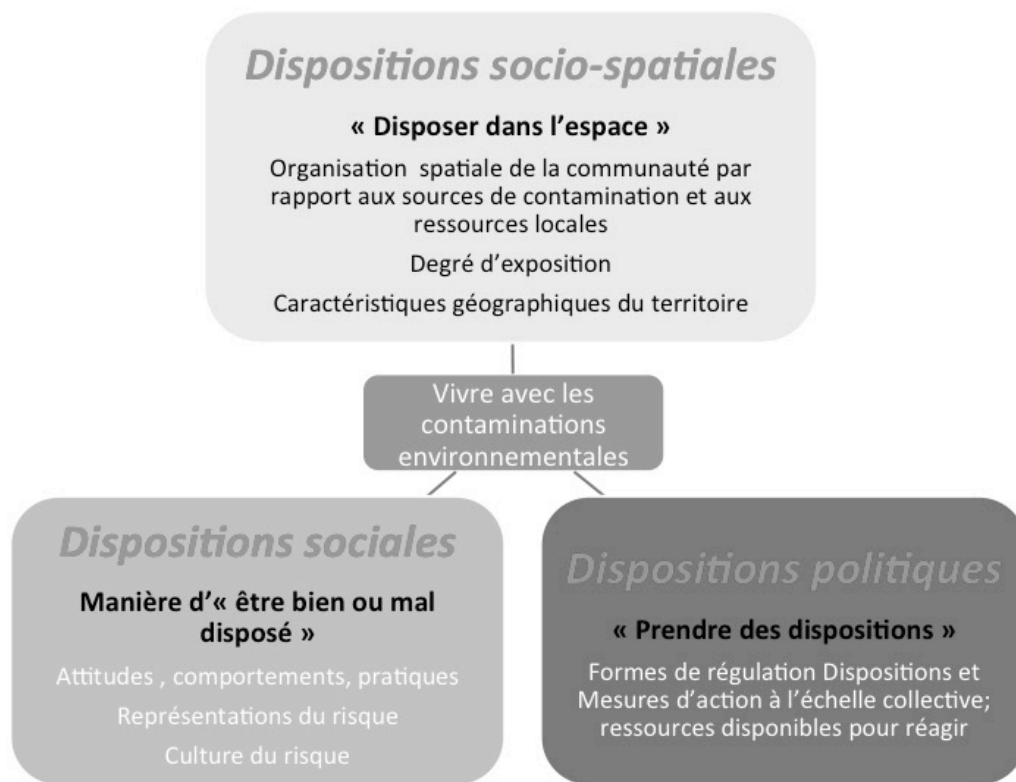 Dispositions socio-spatiales
« Disposer dans l’espace »
Organisation spatiale de la communauté par
rapport aux sources de contamination et aux
ressources locales
Degré d’exposition
Caractéristiques géographiques du territoire
Vivre avec les
contaminations
environnementales
Dispositions sociales
Manière d’« être bien ou mal
disposé »
Attitudes , comportements, pratiques
Représentations du risque
Culture du risque
Dispositions politiques
« Prendre des dispositions »
Formes de régulation Dispositions et
Mesures d’action à l’échelle collective;
ressources disponibles pour réagir